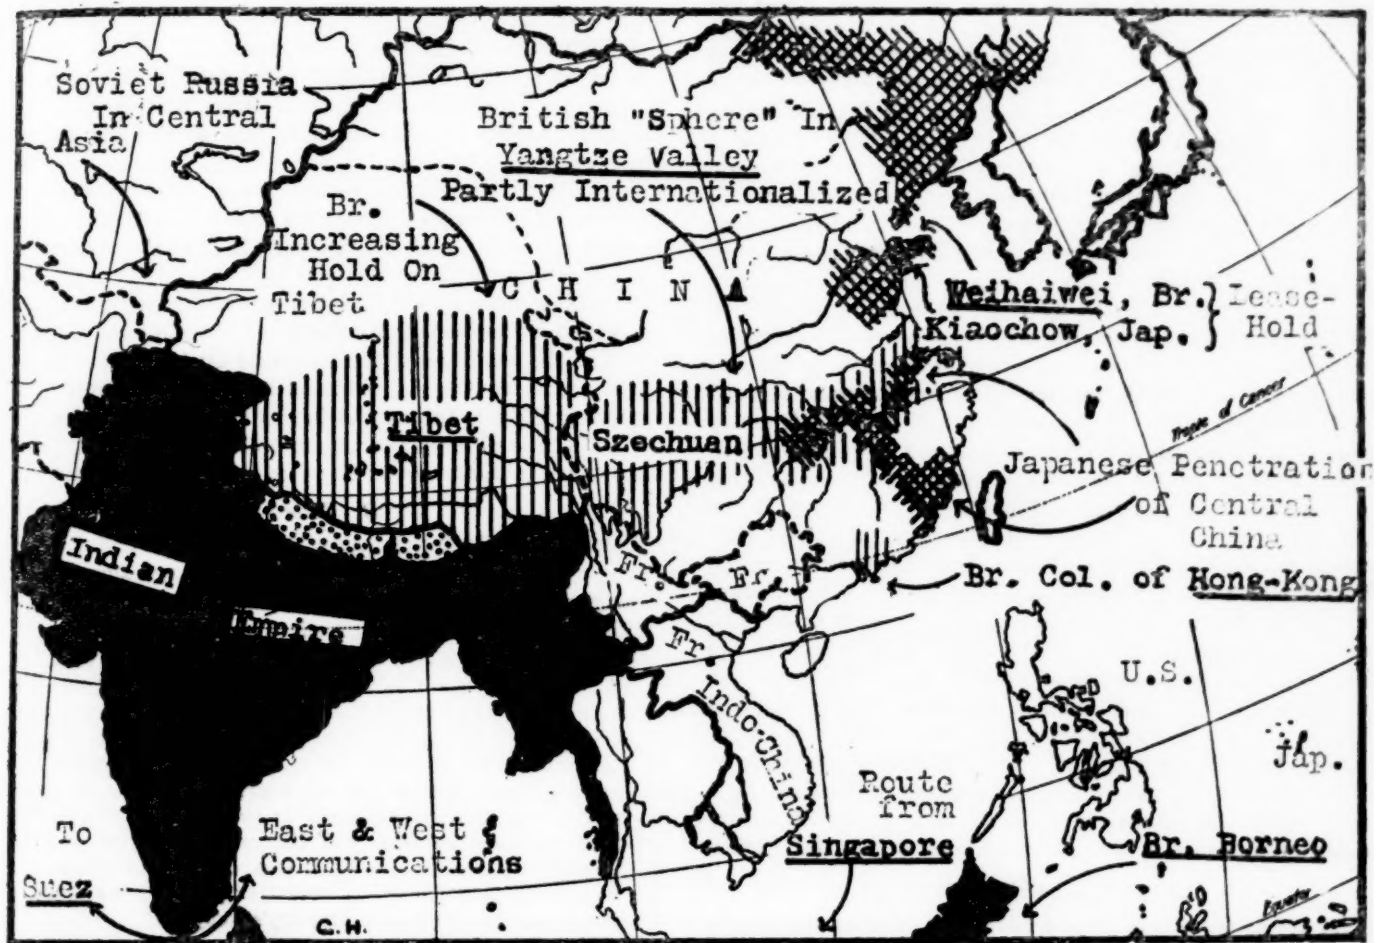 Soviet Russia
In Central
Asia
British "Sphere" In
Yangtze Valley
Partly Internationalized
Br.
Increasing
Hold On
Tibet
C H I N A
Weihaiwei, Br.
Kiaochow, Jap.
Lease-
Hold
Tibet
Szechuan
Tropic of Cancer
Japanese Penetration
of Central
China
Indian
Empire
Fr.
Fr.
Br. Col. of Hong-Kong
Fr.
Indo-China
U.S.
Jap.
Route
from
Singapore
Br. Borneo
To
Suez
East & West
Communications
C.H.
Equator